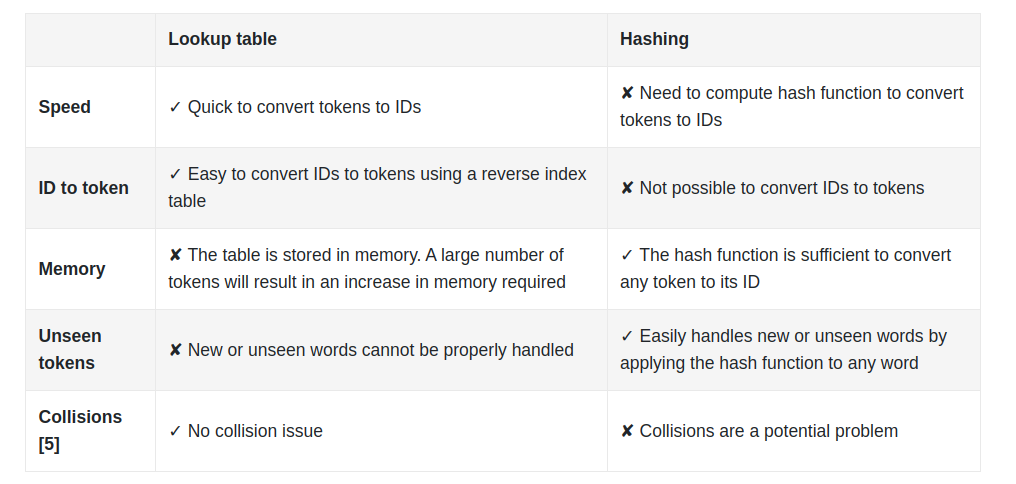 Lookup table
Hashing
Speed
✓ Quick to convert tokens to IDs
✘ Need to compute hash function to convert
tokens to IDs
ID to token
✓ Easy to convert IDs to tokens using a reverse index
table
✘ Not possible to convert IDs to tokens
Memory
✘ The table is stored in memory. A large number of
tokens will result in an increase in memory required
✓ The hash function is sufficient to convert
any token to its ID
Unseen
tokens
✘ New or unseen words cannot be properly handled
✓ Easily handles new or unseen words by
applying the hash function to any word
Collisions
[5]
✓ No collision issue
✘ Collisions are a potential problem